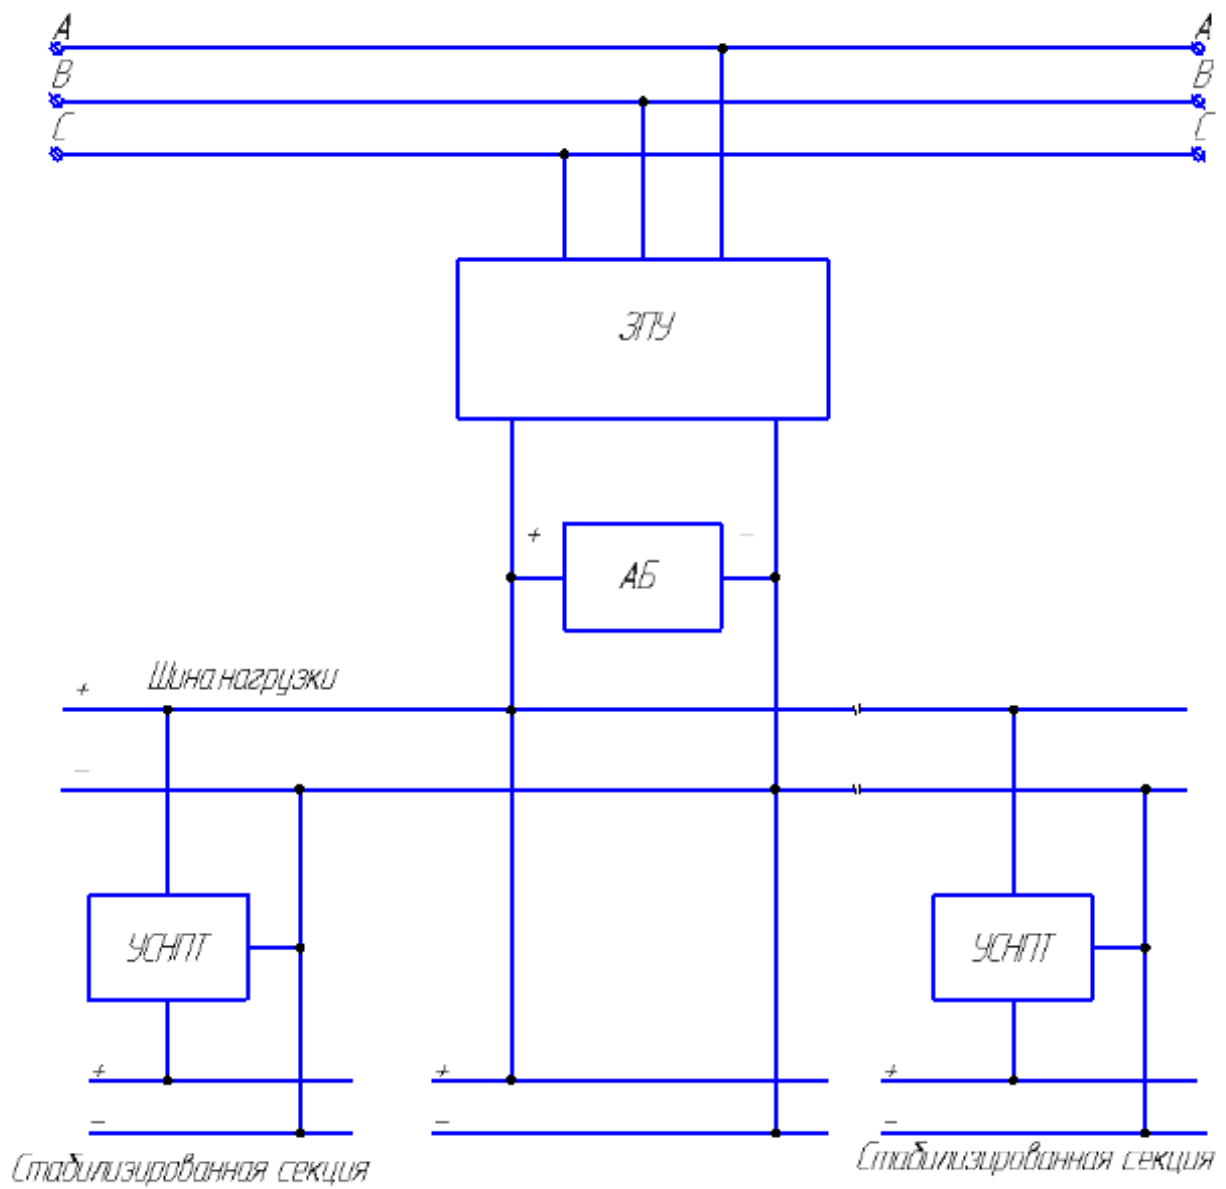 А А
В В
С С
ЗПУ
+ АБ −
+ Шина нагрузки
−
УСНПТ УСНПТ
+ + +
− − −
Стабилизированная секция Стабилизированная секция